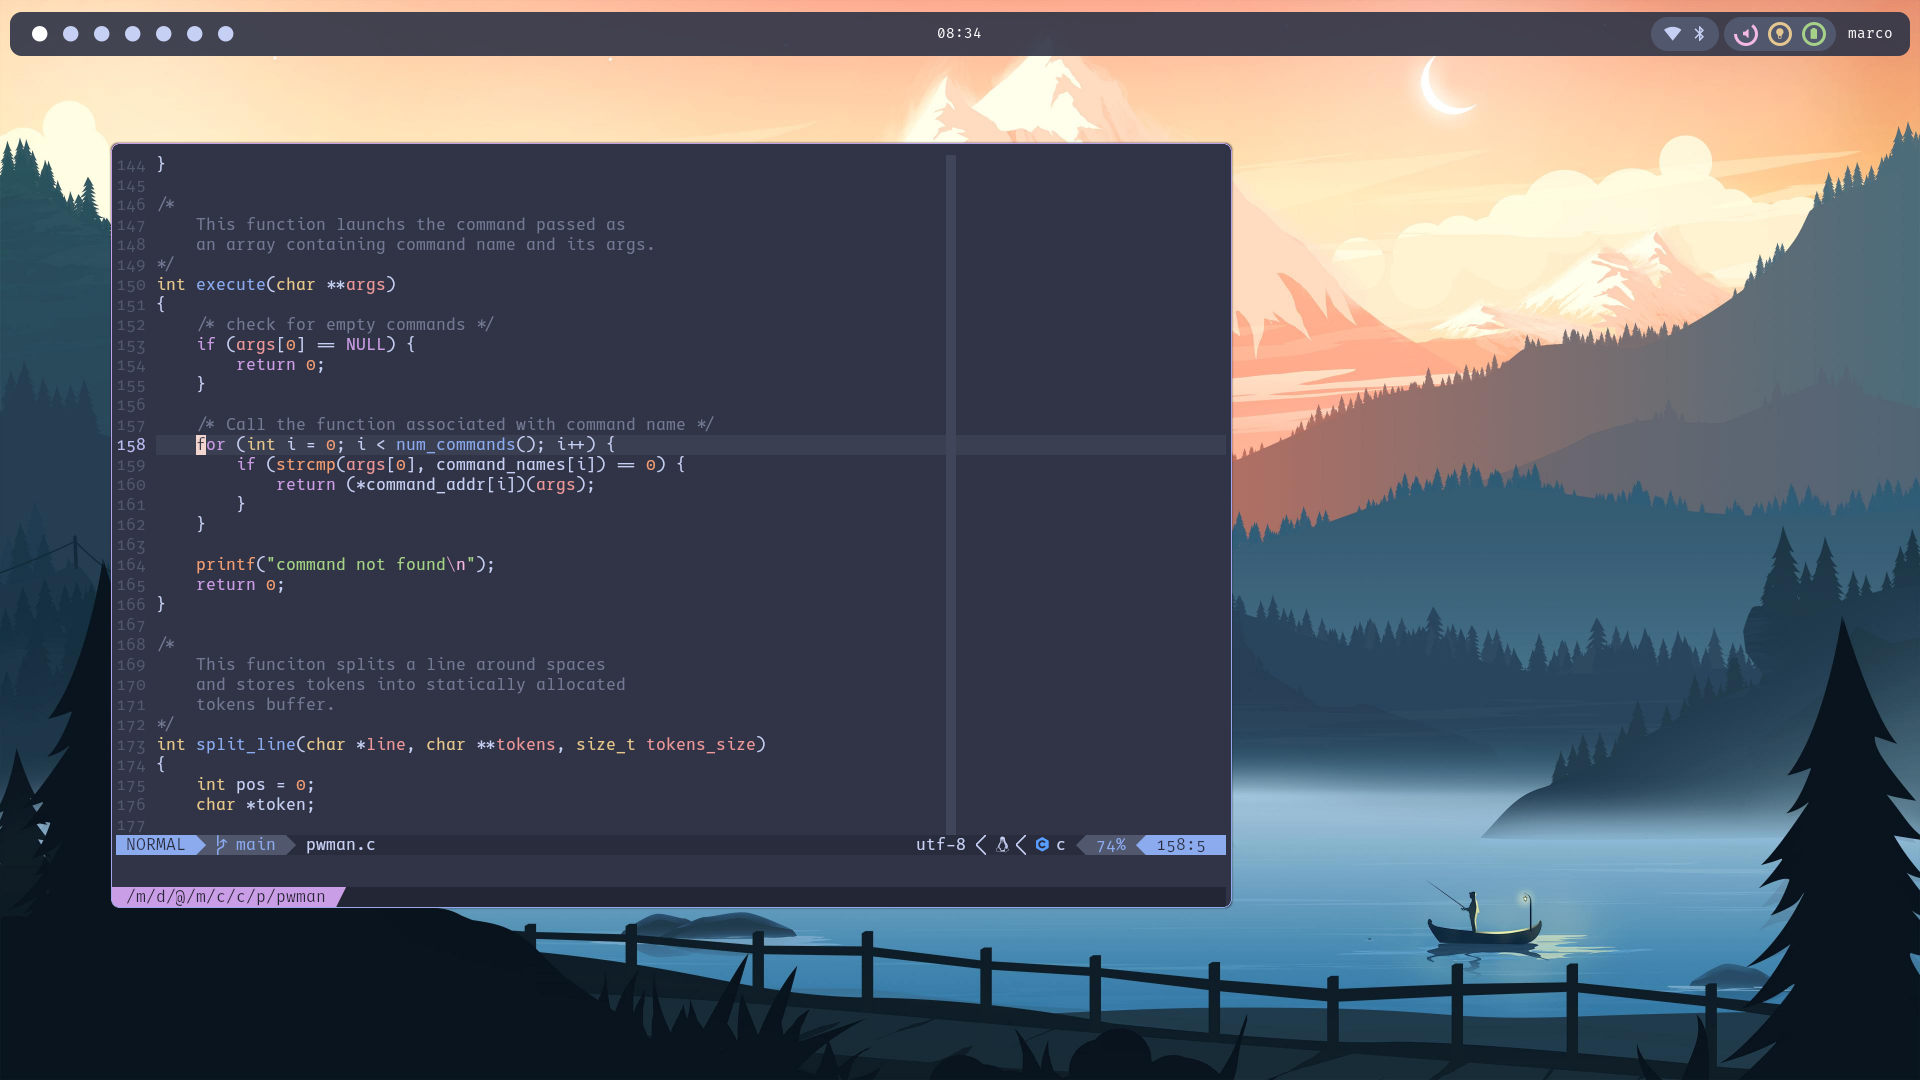 08:34
marco
144 }
145
146 /*
147     This function launchs the command passed as
148     an array containing command name and its args.
149 */
150 int execute(char **args)
151 {
152     /* check for empty commands */
153     if (args[0] == NULL) {
154         return 0;
155     }
156
157     /* Call the function associated with command name */
158     for (int i = 0; i < num_commands(); i++) {
159         if (strcmp(args[0], command_names[i]) == 0) {
160             return (*command_addr[i])(args);
161         }
162     }
163
164     printf("command not found\n");
165     return 0;
166 }
167
168 /*
169     This funciton splits a line around spaces
170     and stores tokens into statically allocated
171     tokens buffer.
172 */
173 int split_line(char *line, char **tokens, size_t tokens_size)
174 {
175     int pos = 0;
176     char *token;
177
NORMAL main pwman.c utf-8 c 74% 158:5
/m/d/@/m/c/c/p/pwman